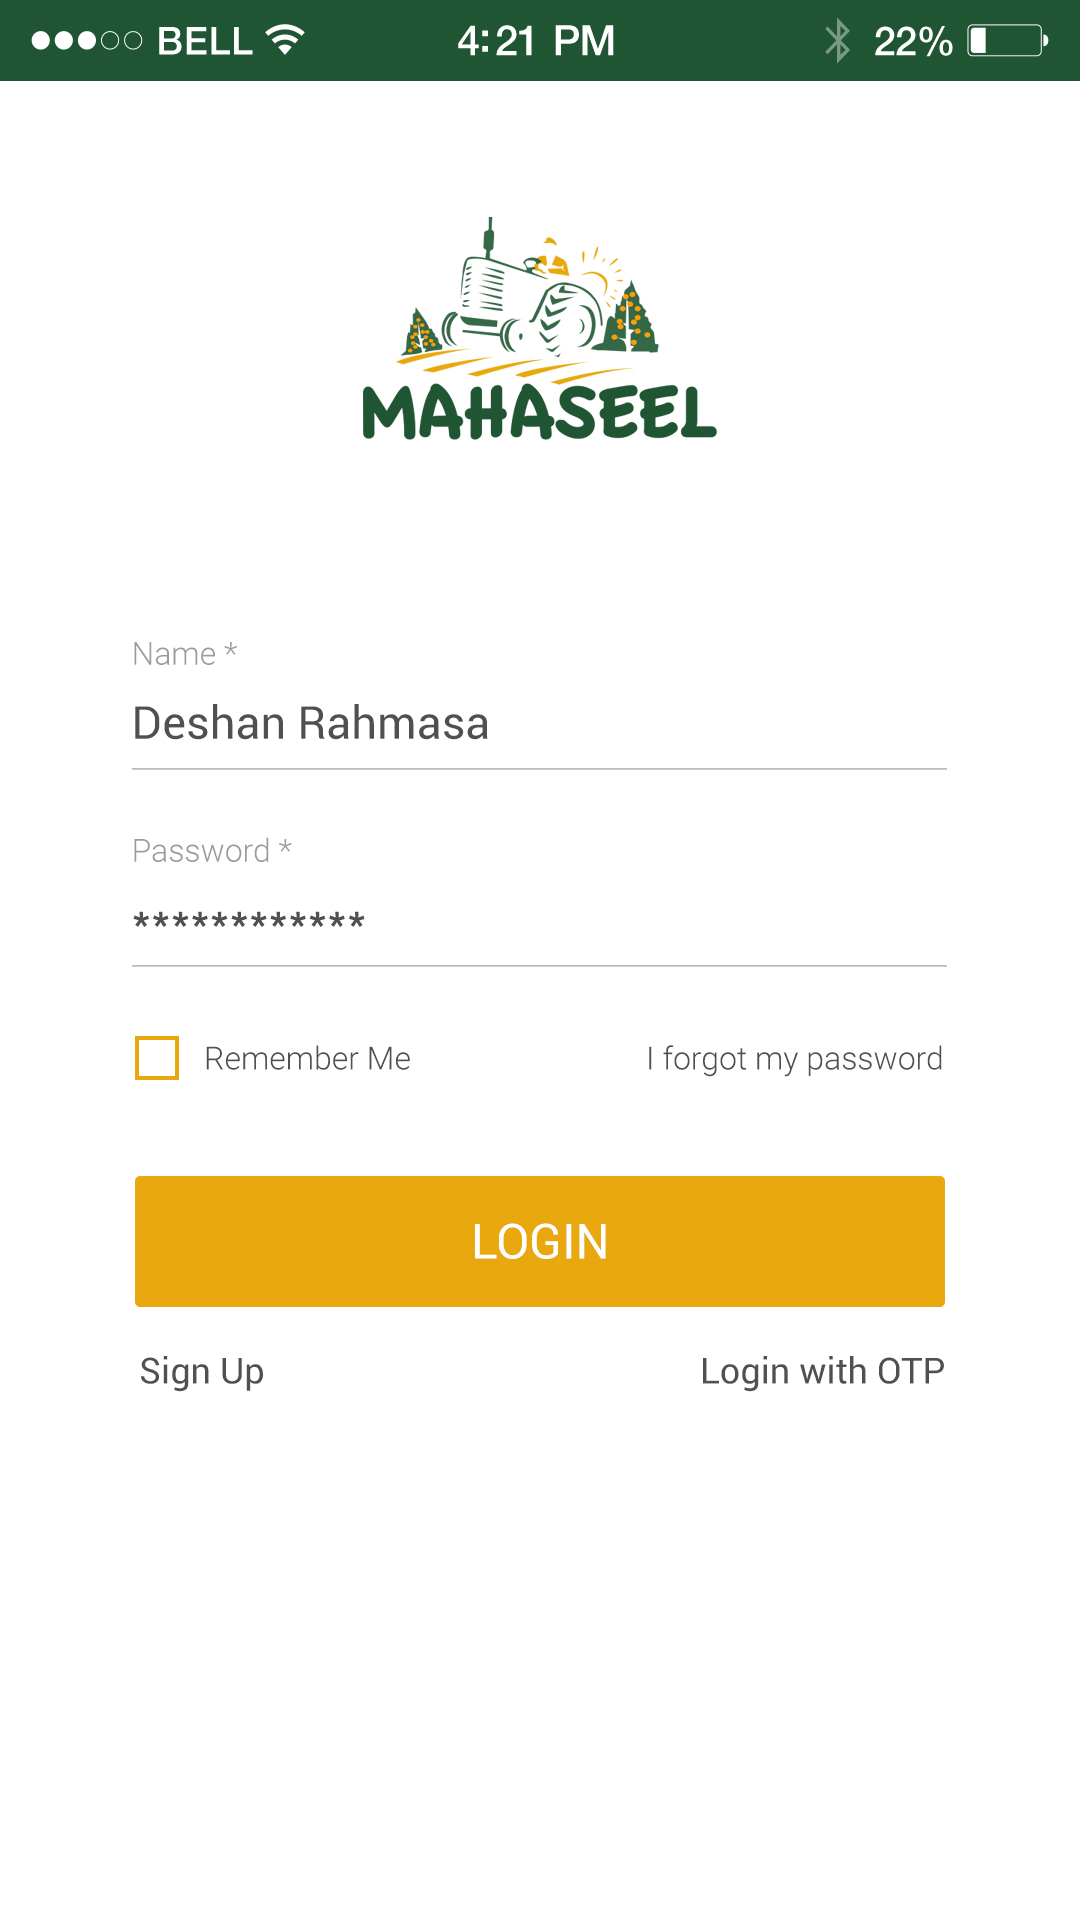 BELL 4:21 PM 22%
MAHASEEL
Name *
Deshan Rahmasa
Password *
************
Remember Me I forgot my password
LOGIN
Sign Up Login with OTP